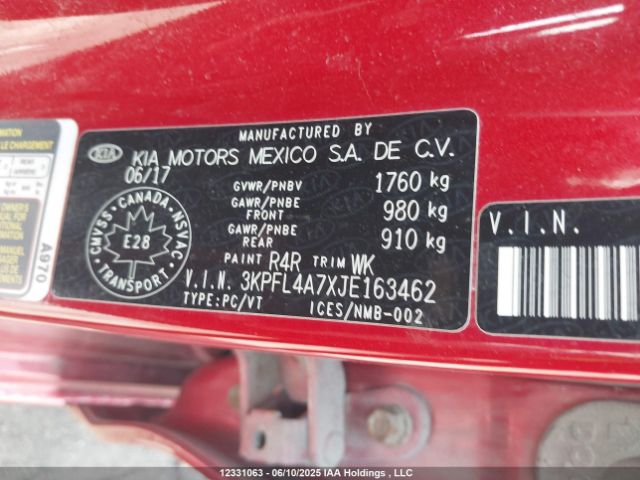 MANUFACTURED BY
KIA KIA MOTORS MEXICO S.A. DE C.V.
06/17
GVWR/PNBV 1760 kg
GAWR/PNBE FRONT 980 kg
GAWR/PNBE REAR 910 kg
PAINT R4R TRIM WK
V.I.N. 3KPFL4A7XJE163462
TYPE:PC/VT ICES/NMB-002
CANADA
CMVSS NSVAC
E28
TRANSPORT
A970
V.I.N.
12331063 - 06/10/2025 IAA Holdings , LLC